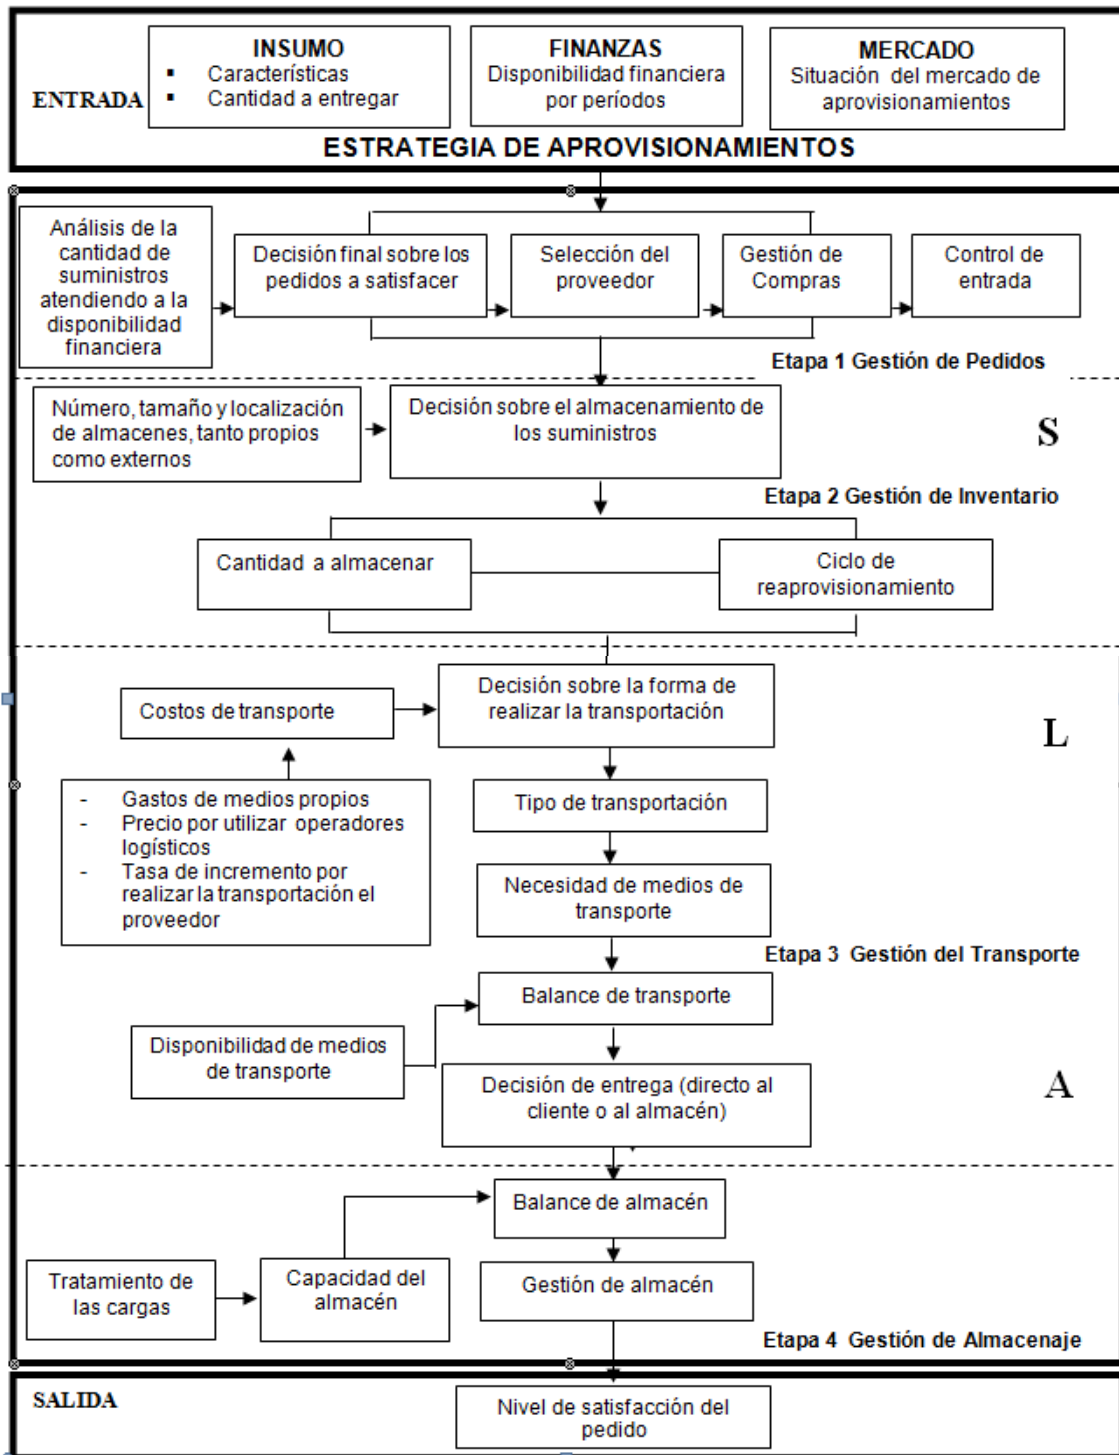 ENTRADA
INSUMO
▪ Características
▪ Cantidad a entregar
FINANZAS
Disponibilidad financiera
por períodos
MERCADO
Situación del mercado de
aprovisionamientos
ESTRATEGIA DE APROVISIONAMIENTOS
Análisis de la
cantidad de
suministros
atendiendo a la
disponibilidad
financiera
Decisión final sobre los
pedidos a satisfacer
Selección del
proveedor
Gestión de
Compras
Control de
entrada
Etapa 1 Gestión de Pedidos
Número, tamaño y localización
de almacenes, tanto propios
como externos
Decisión sobre el almacenamiento de
los suministros
S
Etapa 2 Gestión de Inventario
Cantidad a almacenar
Ciclo de
reaprovisionamiento
Costos de transporte
Decisión sobre la forma de
realizar la transportación
L
- Gastos de medios propios
- Precio por utilizar operadores
logísticos
- Tasa de incremento por
realizar la transportación el
proveedor
Tipo de transportación
Necesidad de medios de
transporte
Etapa 3 Gestión del Transporte
Balance de transporte
Disponibilidad de medios
de transporte
Decisión de entrega (directo al
cliente o al almacén)
A
Balance de almacén
Tratamiento de
las cargas
Capacidad del
almacén
Gestión de almacén
Etapa 4 Gestión de Almacenaje
SALIDA
Nivel de satisfacción del
pedido